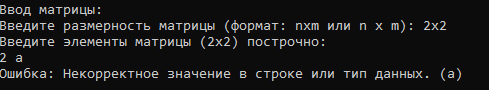 Ввод матрицы:
Введите размерность матрицы (формат: nxm или n x m): 2x2
Введите элементы матрицы (2x2) построчно:
2 а
Ошибка: Некорректное значение в строке или тип данных. (а)